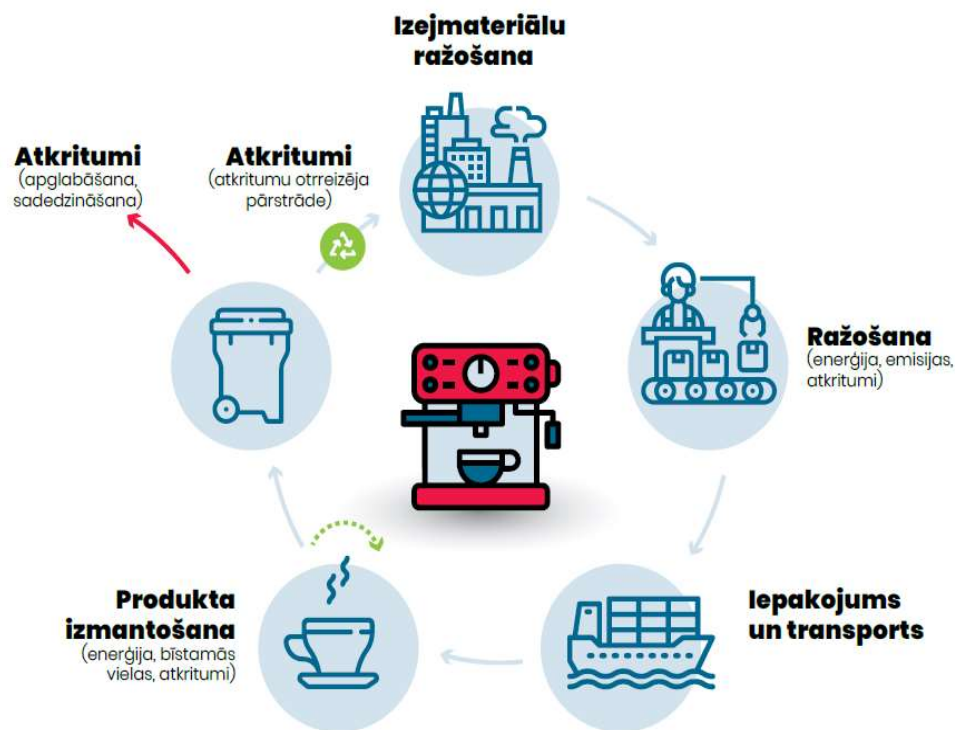 Izejmateriālu
ražošana
Atkritumi
(apglabāšana,
sadedzināšana)
Atkritumi
(atkritumu otrreizēja
pārstrāde)
Ražošana
(enerģija, emisijas,
atkritumi)
Iepakojums
un transports
Produkta
izmantošana
(enerģija, bīstamās
vielas, atkritumi)